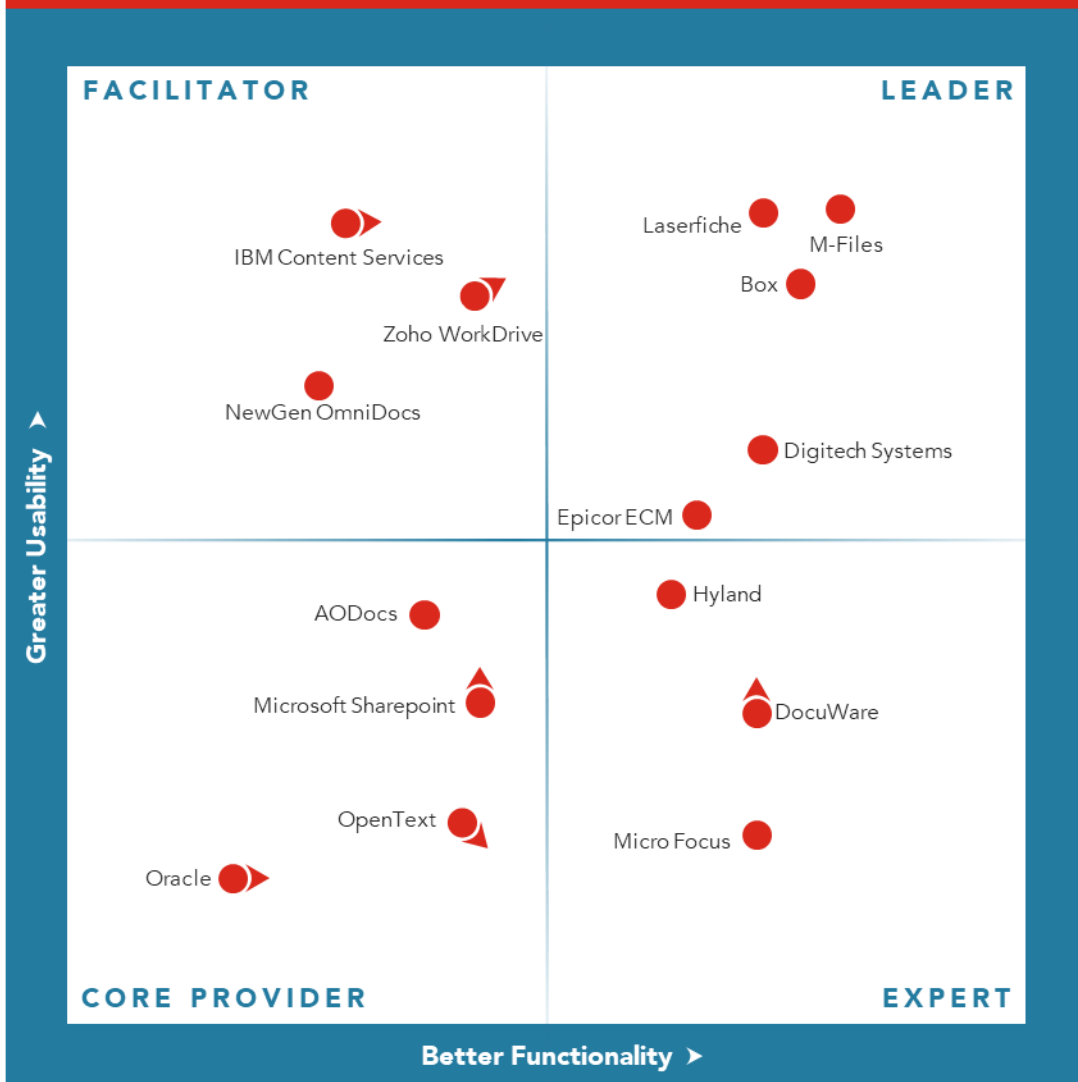 FACILITATOR
LEADER
Laserfiche
M-Files
IBM Content Services
Box
Zoho WorkDrive
NewGen OmniDocs
Digitech Systems
Epicor ECM
Greater Usability
Hyland
AODocs
Microsoft Sharepoint
DocuWare
OpenText
Micro Focus
Oracle
CORE PROVIDER
EXPERT
Better Functionality